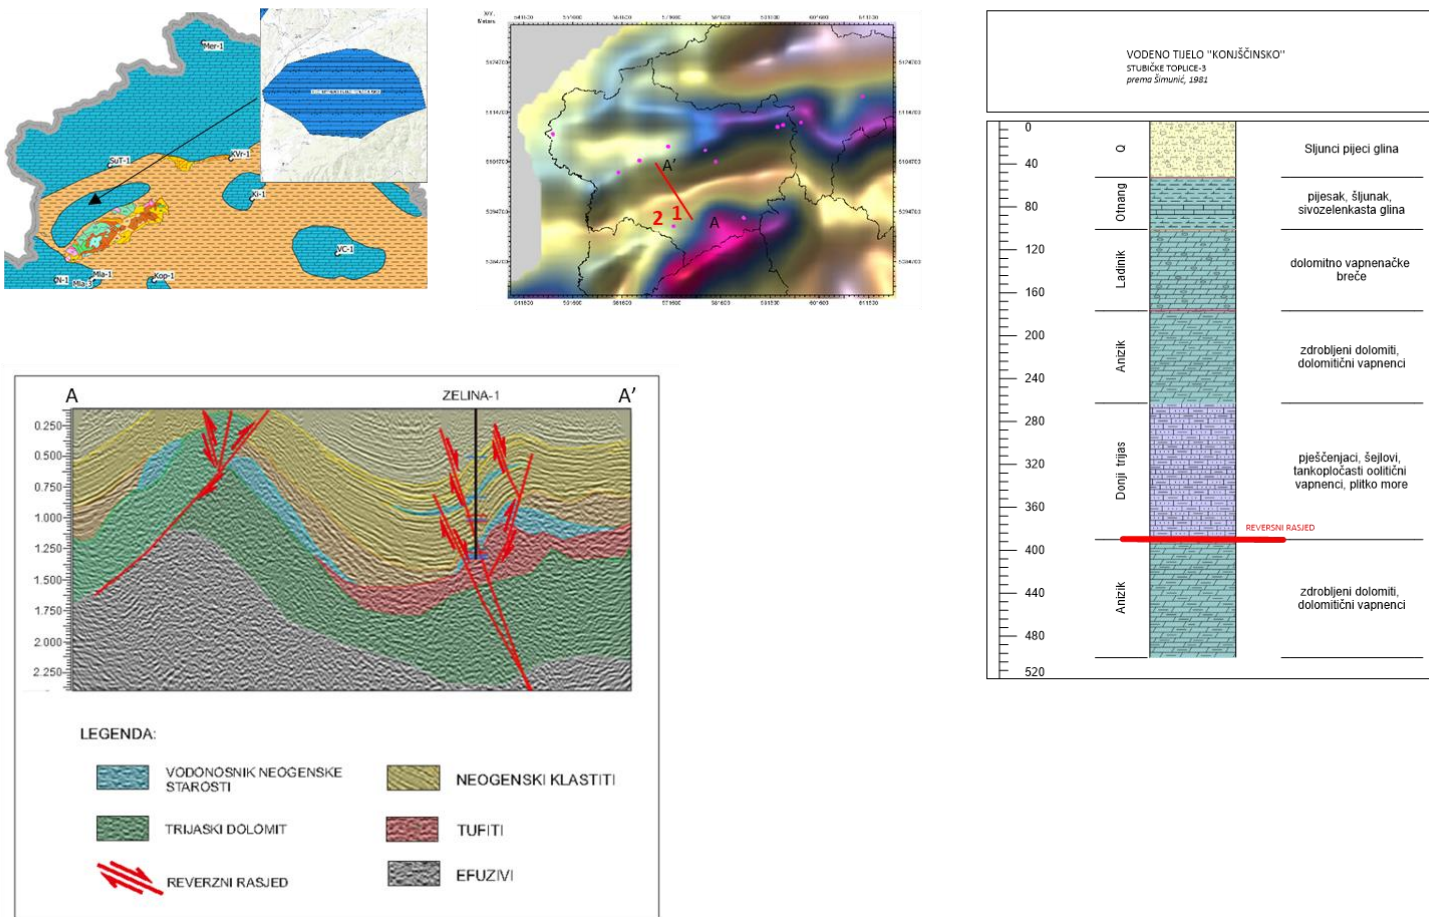 Mer-1
SuT-1
KVr-1
Ki-1
VC-1
N-1
Mla-1
Mla-3
Kop-1
X/Y:
Meters
A'
1
2
A
VODENO TIJELO "KONJŠČINSKO"
STUBIČKE TOPLICE-3
prema Šimunić, 1981
0
40
80
120
160
200
240
280
320
360
400
440
480
520
Q
Šljunci pijeci glina
Otnang
pijesak, šljunak,
sivozelenkasta glina
Ladinik
dolomitno vapnenačke
breče
Anizik
zdrobljeni dolomiti,
dolomitični vapnenci
Donji trijas
pješčenjaci, šejlovi,
tankopločasti oolitični
vapnenci, plitko more
REVERSNI RASJED
Anizik
zdrobljeni dolomiti,
dolomitični vapnenci
A
ZELINA-1
A'
0.250
0.500
0.750
1.000
1.250
1.500
1.750
2.000
2.250
LEGENDA:
VODONOSNIK NEOGENSKE
STAROSTI
NEOGENSKI KLASTITI
TRIJASKI DOLOMIT
TUFITI
REVERZNI RASJED
EFUZIVI